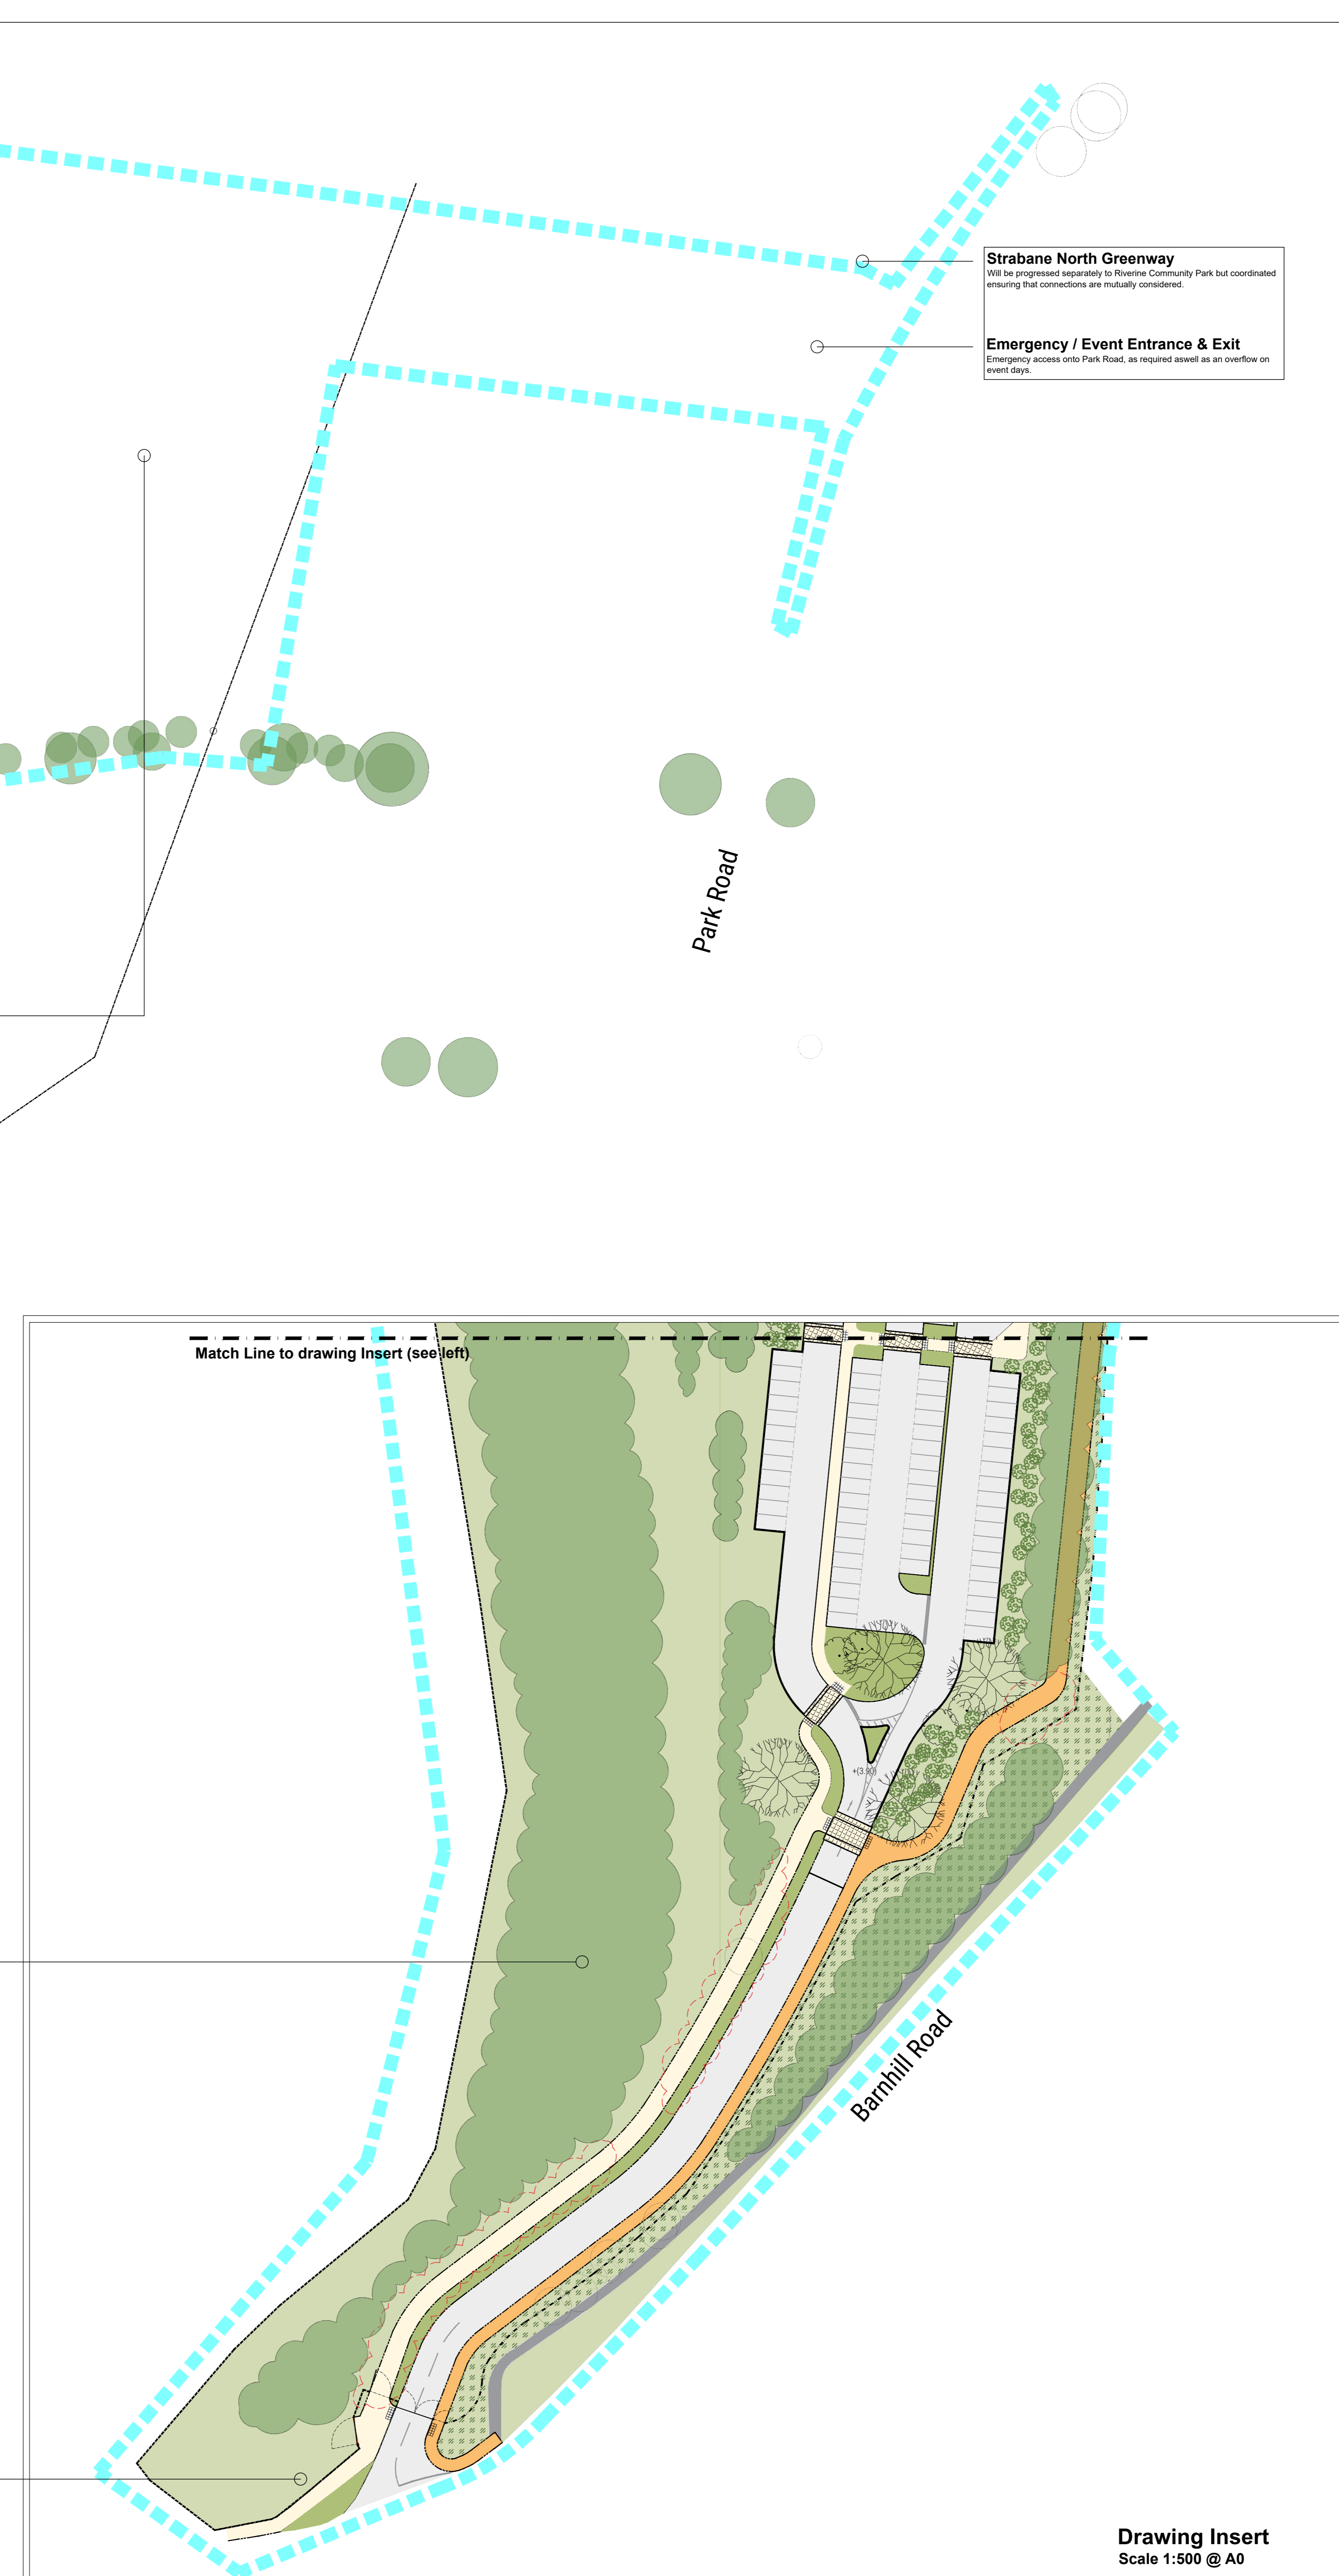 Strabane North Greenway
Will be progressed separately to Riverine Community Park but coordinated
ensuring that connections are mutually considered.
Emergency / Event Entrance & Exit
Emergency access onto Park Road, as required aswell as an overflow on
event days.
Park Road
Match Line to drawing Insert (see left)
+(3.90)
Barnhill Road
Drawing Insert
Scale 1:500 @ A0